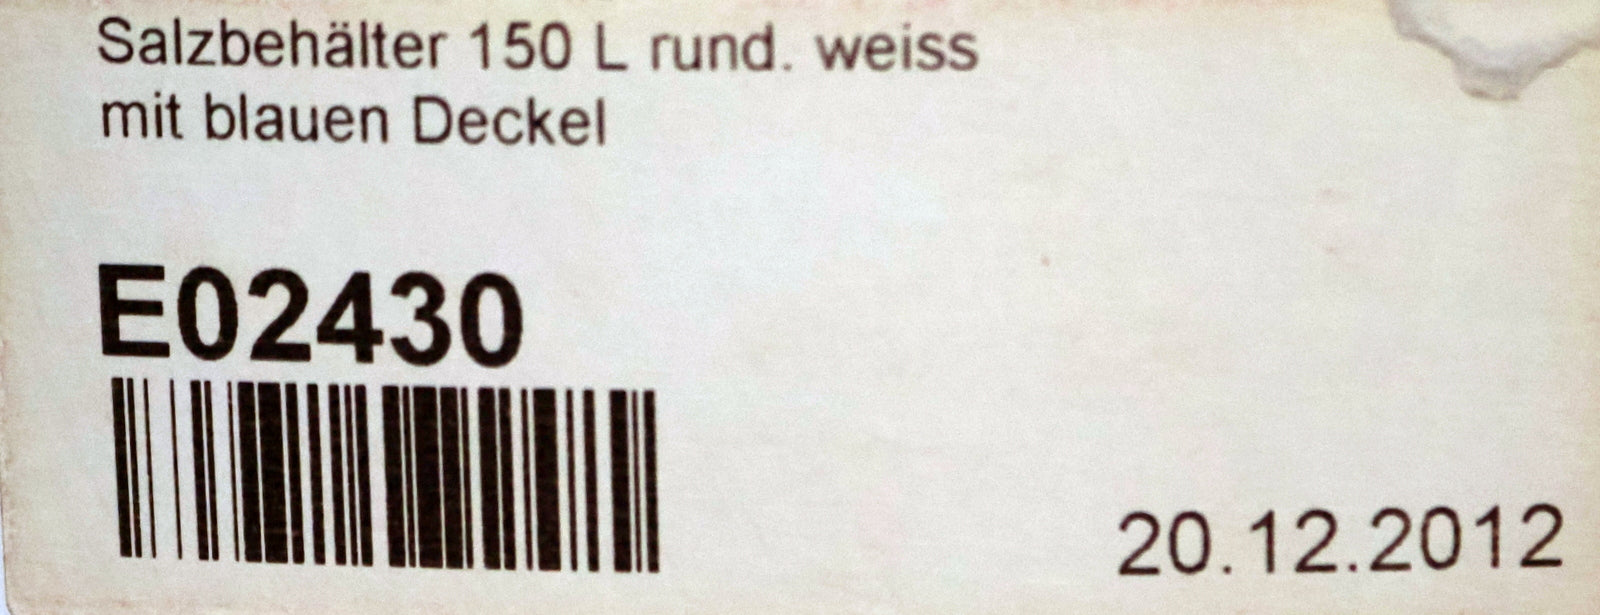 Salzbehälter 150 L rund. weiss
mit blauen Deckel
E02430
20.12.2012